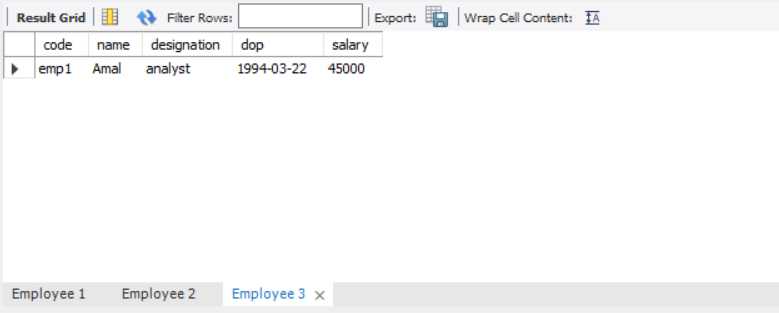 Result Grid Filter Rows: Export: Wrap Cell Content: IA
code name designation dop salary
emp1 Amal analyst 1994-03-22 45000
Employee 1 Employee 2 Employee 3 ×